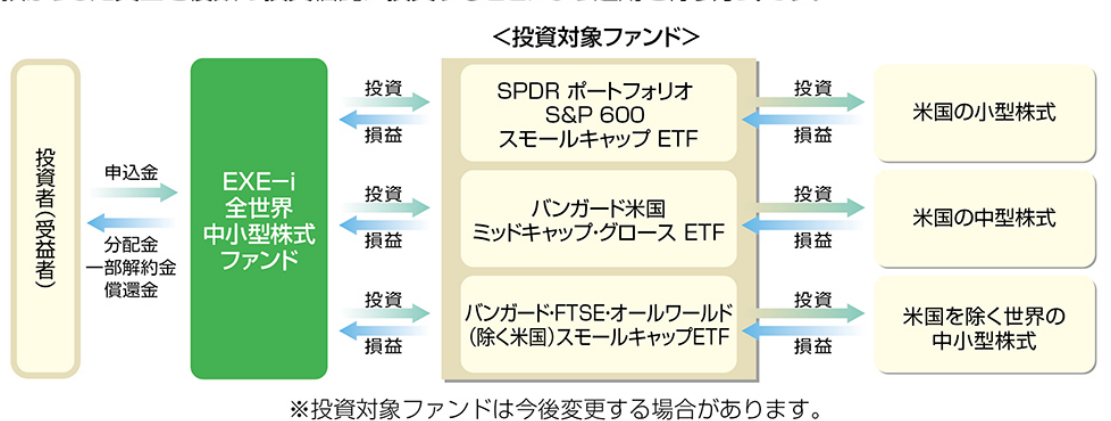 <投資対象ファンド>
投資者(受益者)
申込金
分配金
一部解約金
償還金
EXE-i
全世界
中小型株式
ファンド
投資
損益
SPDR ポートフォリオ
S&P 600
スモールキャップ ETF
投資
損益
米国の小型株式
投資
損益
バンガード米国
ミッドキャップ・グロース ETF
投資
損益
米国の中型株式
投資
損益
バンガード・FTSE・オールワールド
(除く米国)スモールキャップETF
投資
損益
米国を除く世界の
中小型株式
※投資対象ファンドは今後変更する場合があります。